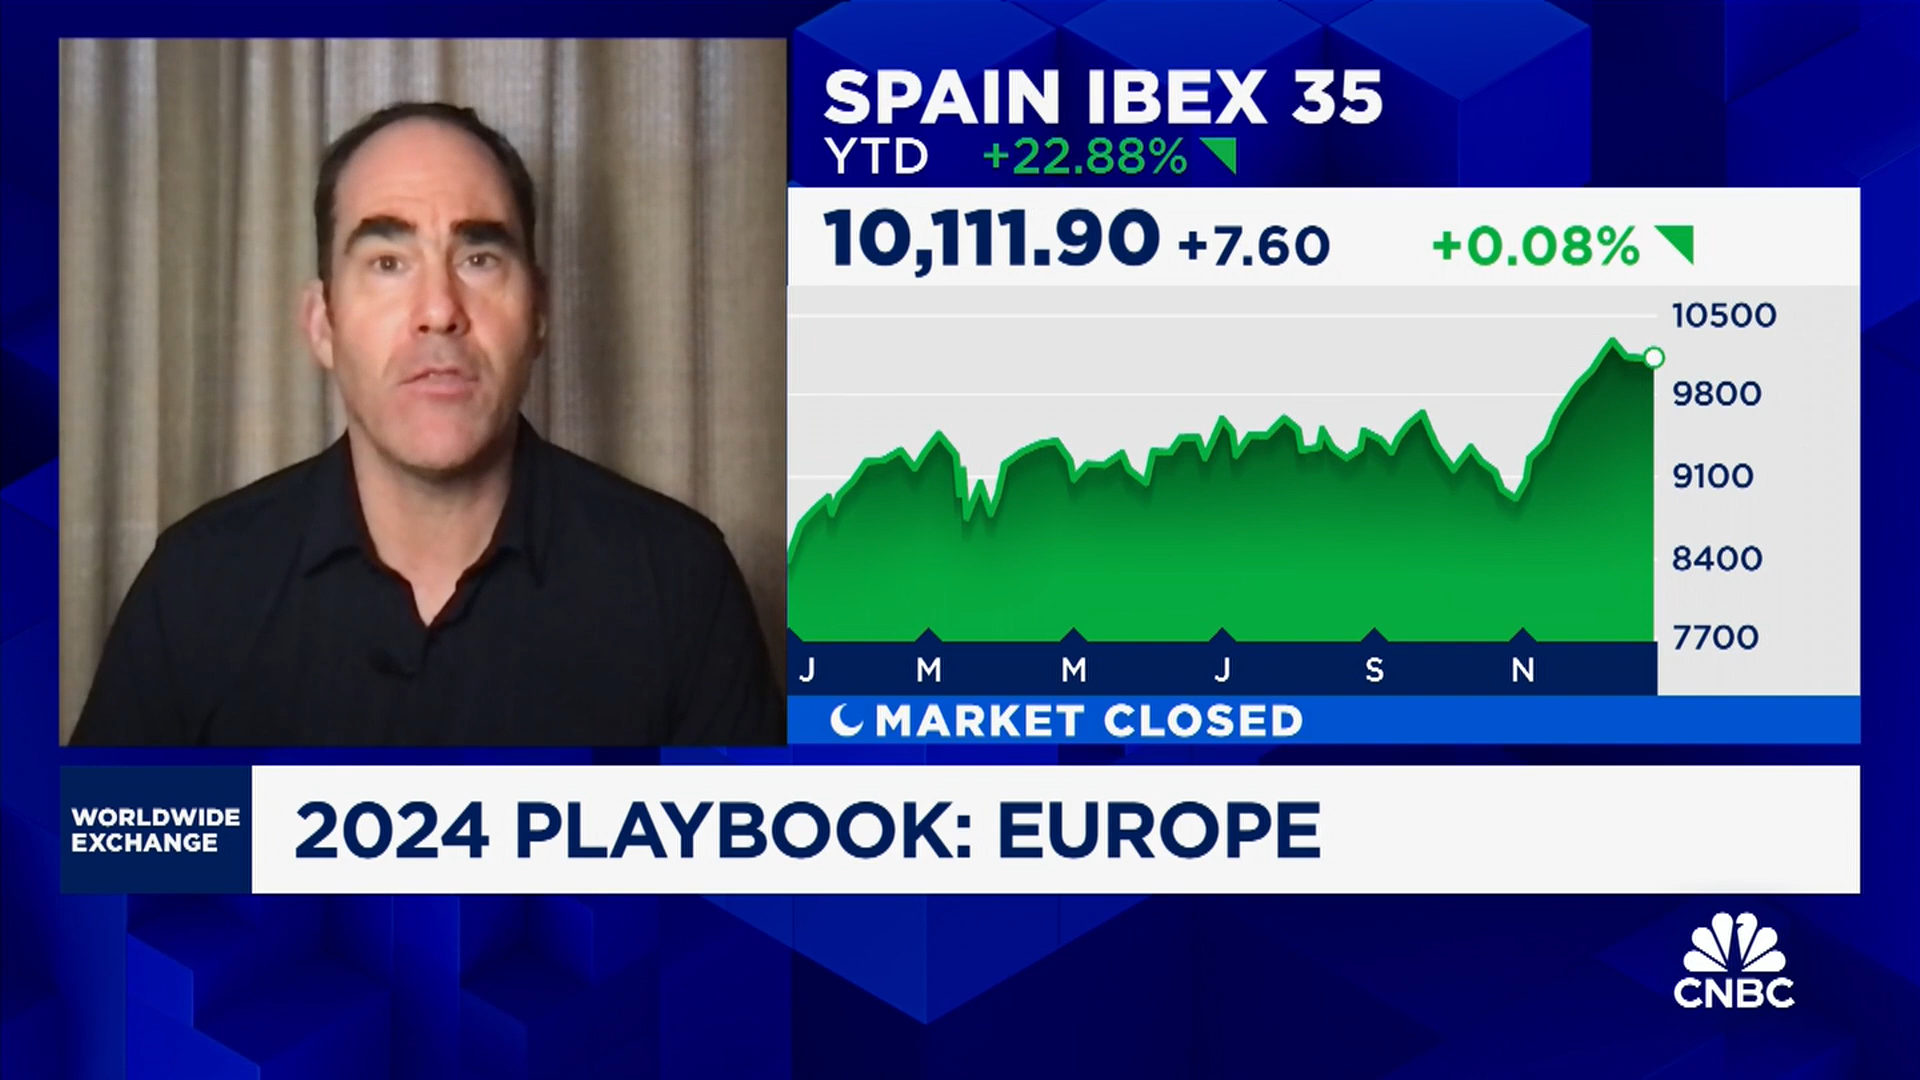 SPAIN IBEX 35
YTD +22.88%
10,111.90 +7.60 +0.08%
10500
9800
9100
8400
7700
J M M J S N
MARKET CLOSED
WORLDWIDE
EXCHANGE
2024 PLAYBOOK: EUROPE
CNBC